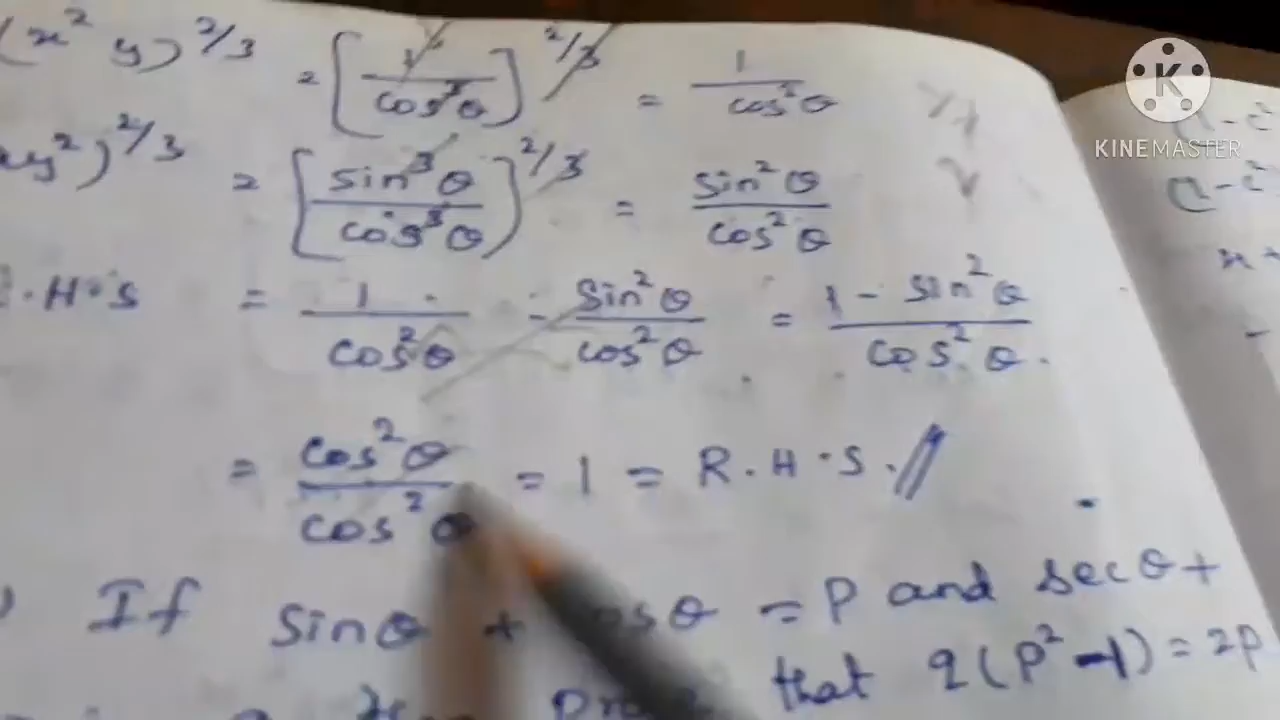 (x² y)^2/3 = [1/cos³θ]^2/3 = 1/cos²θ
xy²)^2/3 = [sin³θ/cos³θ]^2/3 = sin²θ/cos²θ
.H.S = 1/cos²θ - sin²θ/cos²θ = 1 - sin²θ/cos²θ.
= cos²θ/cos²θ = 1 = R.H.S.//
) If sinθ + cosθ = P and secθ +
that q(P²-1) = 2P
KINEMASTER